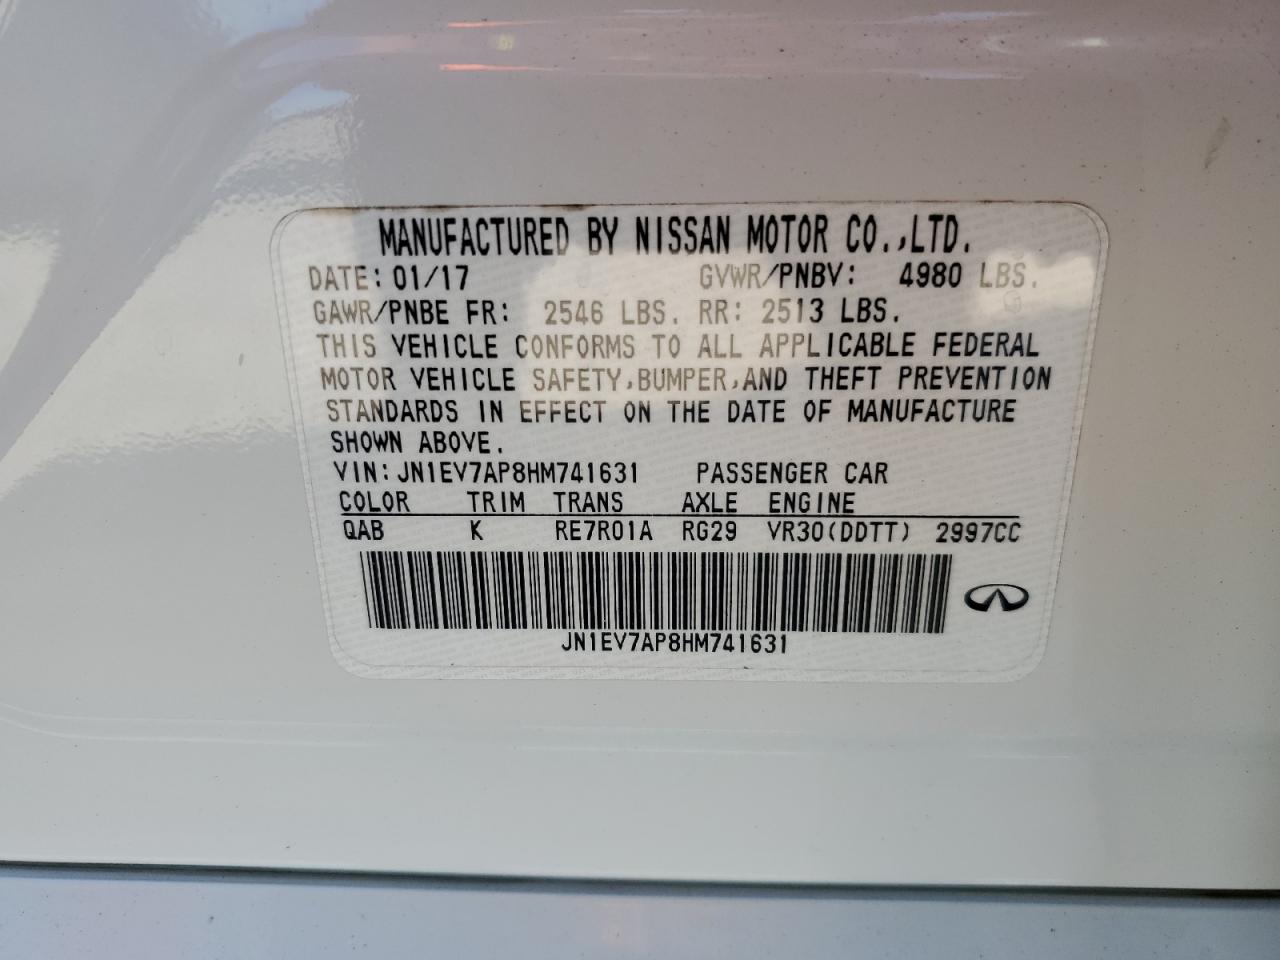 MANUFACTURED BY NISSAN MOTOR CO.,LTD.
DATE: 01/17 GVWR/PNBV: 4980 LBS.
GAWR/PNBE FR: 2546 LBS. RR: 2513 LBS.
THIS VEHICLE CONFORMS TO ALL APPLICABLE FEDERAL
MOTOR VEHICLE SAFETY,BUMPER,AND THEFT PREVENTION
STANDARDS IN EFFECT ON THE DATE OF MANUFACTURE
SHOWN ABOVE.
VIN:JN1EV7AP8HM741631 PASSENGER CAR
COLOR TRIM TRANS AXLE ENGINE
QAB K RE7R01A RG29 VR30(DDTT) 2997CC
JN1EV7AP8HM741631